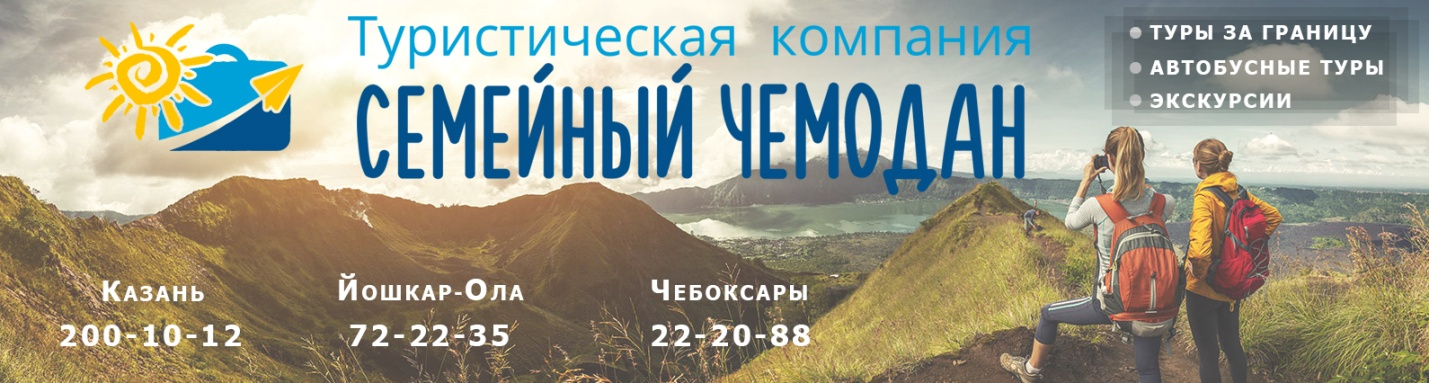 Туристическая компания
СЕМЕЙНЫЙ ЧЕМОДАН
ТУРЫ ЗА ГРАНИЦУ
АВТОБУСНЫЕ ТУРЫ
ЭКСКУРСИИ
Казань
200-10-12
Йошкар-Ола
72-22-35
Чебоксары
22-20-88